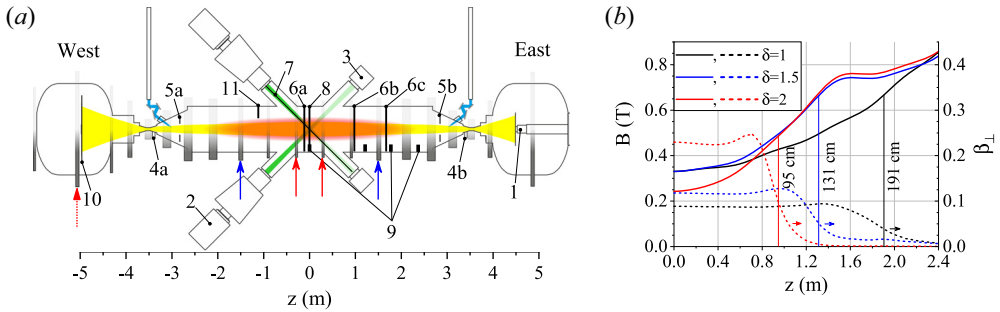 (a)
West
East
3
7
11
6a 8
6b 6c
5a
5b
4a
4b
1
10
2
9
-5 -4 -3 -2 -1 0 1 2 3 4 5
z (m)
(b)
B (T)
0.8
0.6
0.4
0.2
0.0
, δ=1
, δ=1.5
, δ=2
95 cm
131 cm
191 cm
0.4
0.3
0.2
0.1
0.0
β⊥
0.0 0.4 0.8 1.2 1.6 2.0 2.4
z (m)